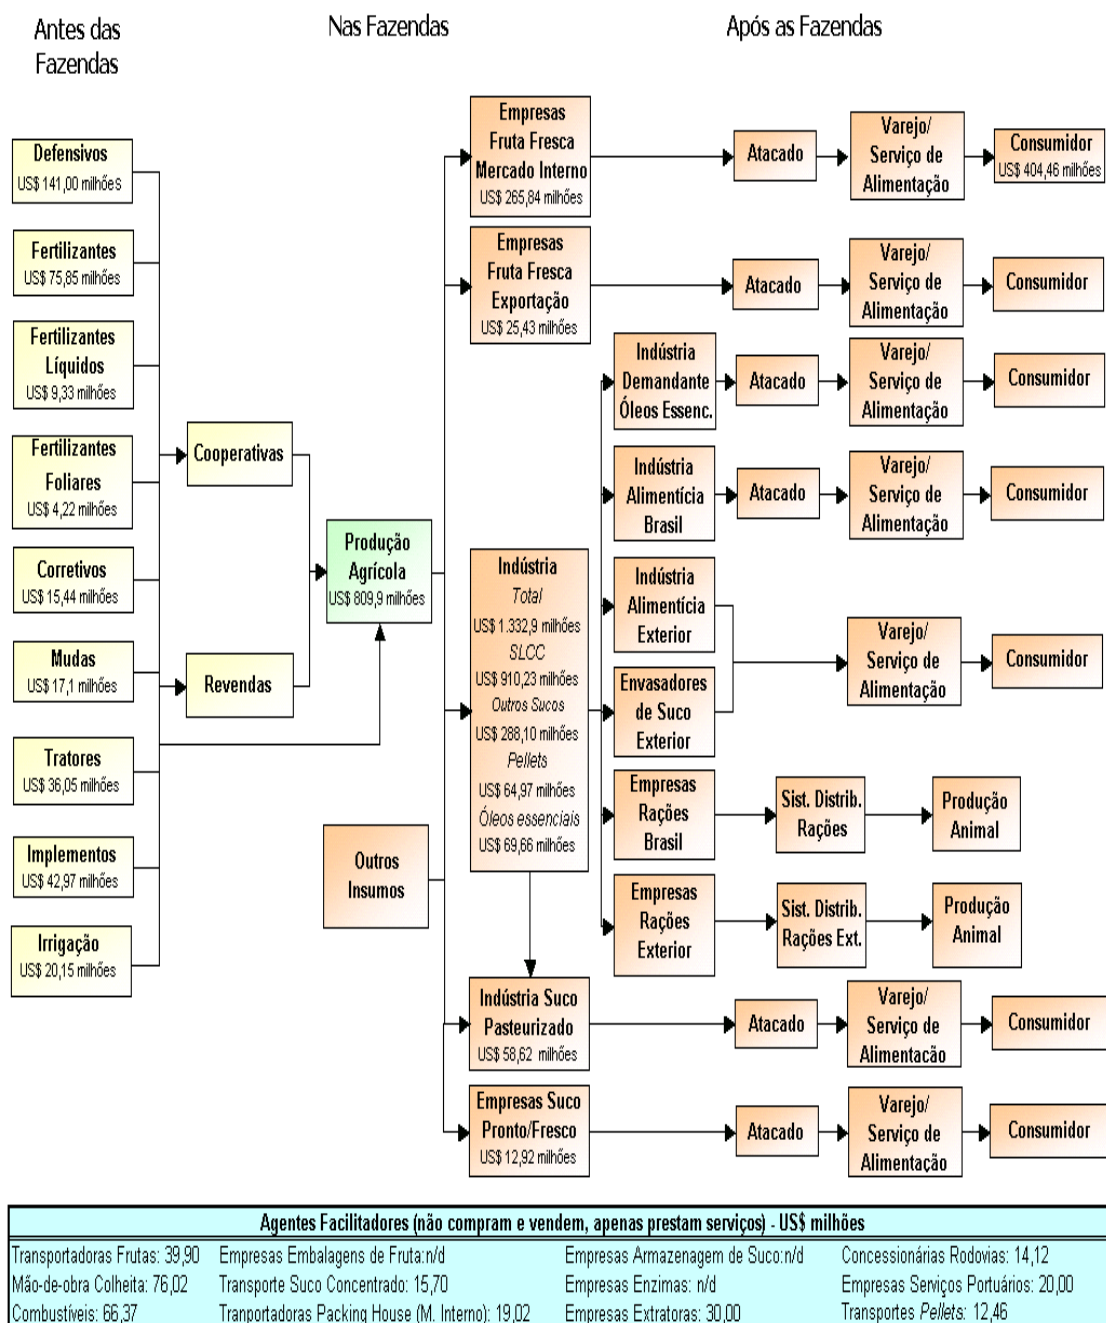 Antes das
Fazendas
Nas Fazendas
Após as Fazendas
Defensivos
US$ 141,00 milhões
Fertilizantes
US$ 75,85 milhões
Fertilizantes
Líquidos
US$ 9,33 milhões
Fertilizantes
Foliares
US$ 4,22 milhões
Corretivos
US$ 15,44 milhões
Mudas
US$ 17,1 milhões
Tratores
US$ 36,05 milhões
Implementos
US$ 42,97 milhões
Irrigação
US$ 20,15 milhões
Cooperativas
Revendas
Produção
Agrícola
US$ 809,9 milhões
Outros
Insumos
Empresas
Fruta Fresca
Mercado Interno
US$ 265,84 milhões
Atacado
Varejo/
Serviço de
Alimentação
Consumidor
US$ 404,46 milhões
Empresas
Fruta Fresca
Exportação
US$ 25,43 milhões
Atacado
Varejo/
Serviço de
Alimentação
Consumidor
Indústria
Total
US$ 1.332,9 milhões
SLCC
US$ 910,23 milhões
Outros Sucos
US$ 288,10 milhões
Pellets
US$ 64,97 milhões
Óleos essenciais
US$ 69,66 milhões
Indústria
Demandante
Óleos Essenc.
Atacado
Varejo/
Serviço de
Alimentação
Consumidor
Indústria
Alimentícia
Brasil
Atacado
Varejo/
Serviço de
Alimentação
Consumidor
Indústria
Alimentícia
Exterior
Envasadores
de Suco
Exterior
Varejo/
Serviço de
Alimentação
Consumidor
Empresas
Rações
Brasil
Sist. Distrib.
Rações
Produção
Animal
Empresas
Rações
Exterior
Sist. Distrib.
Rações Ext.
Produção
Animal
Indústria Suco
Pasteurizado
US$ 58,62 milhões
Atacado
Varejo/
Serviço de
Alimentacão
Consumidor
Empresas Suco
Pronto/Fresco
US$ 12,92 milhões
Atacado
Varejo/
Serviço de
Alimentação
Consumidor
Agentes Facilitadores (não compram e vendem, apenas prestam serviços) - US$ milhões
Transportadoras Frutas: 39,90 Empresas Embalagens de Fruta:n/d Empresas Armazenagem de Suco:n/d Concessionárias Rodovias: 14,12
Mão-de-obra Colheita: 76,02 Transporte Suco Concentrado: 15,70 Empresas Enzimas: n/d Empresas Serviços Portuários: 20,00
Combustíveis: 66,37 Tranportadoras Packing House (M. Interno): 19,02 Empresas Extratoras: 30,00 Transportes Pellets: 12,46